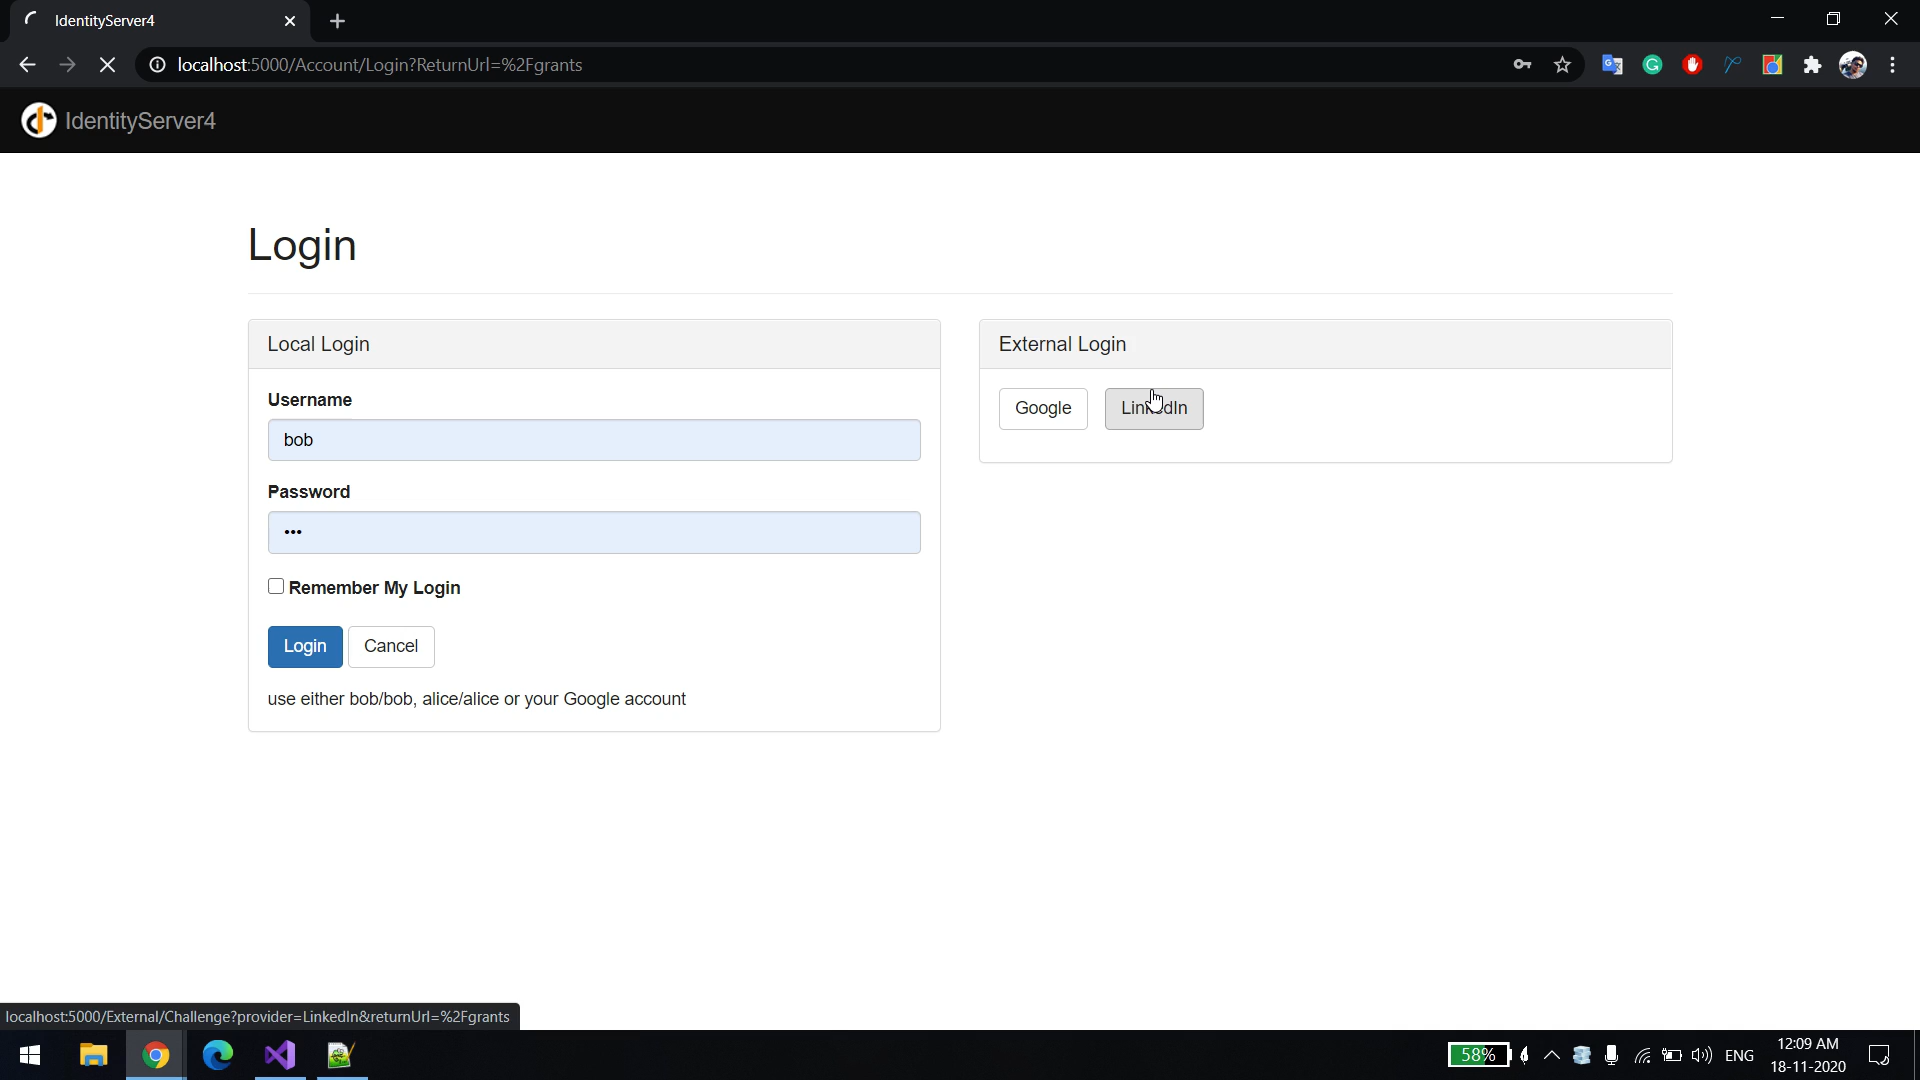 IdentityServer4
localhost:5000/Account/Login?ReturnUrl=%2Fgrants
IdentityServer4
Login
Local Login
Username
bob
Password
•••
Remember My Login
Login
Cancel
use either bob/bob, alice/alice or your Google account
External Login
Google
LinkedIn
localhost:5000/External/Challenge?provider=LinkedIn&returnUrl=%2Fgrants
58%
ENG
12:09 AM
18-11-2020